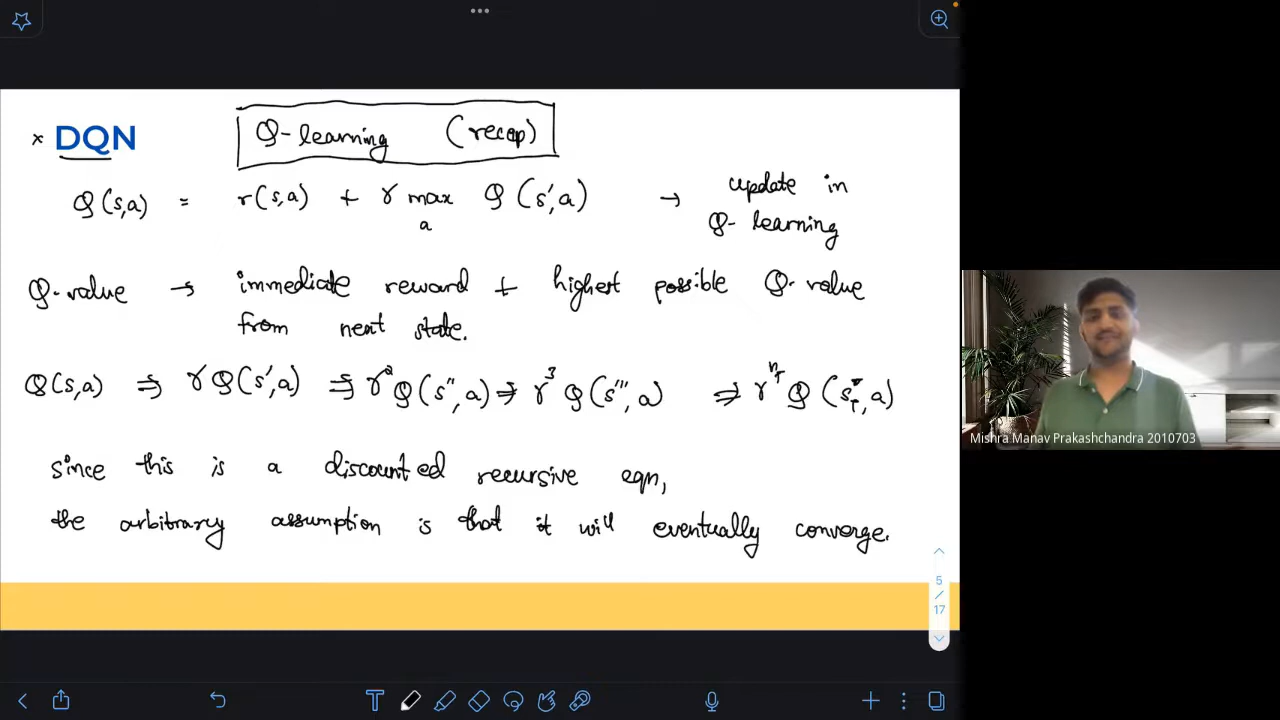 x DQN Q-learning (recap)
Q(s,a) = r(s,a) + γ max Q(s',a) → update in
a
Q-learning
Q-value → immediate reward + highest possible Q-value
from next state.
Q(s,a) ⇒ γQ(s',a) ⇒ γ²Q(s'',a) ⇒ γ³Q(s''',a) ⇒ Q(
since this is a discounted recursive eqn,
the arbitrary assumption is that it will eventually converge.
Mishra Manav Prakashchandra 2010703
5
/
17
T